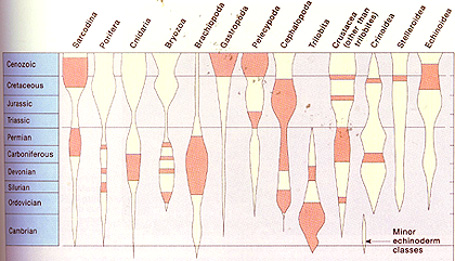 Sarcodina
Porifera
Cnidaria
Bryozoa
Brachiopoda
Gastropóda
Pelecypoda
Cephalopoda
Trilobita
Crustacea
(other than
trilobites)
Crinoidea
Stelleroidea
Echinoidea
Cenozoic
Cretaceous
Jurassic
Triassic
Permian
Carboniferous
Devonian
Silurian
Ordovician
Cambrian
Minor
echinoderm
classes